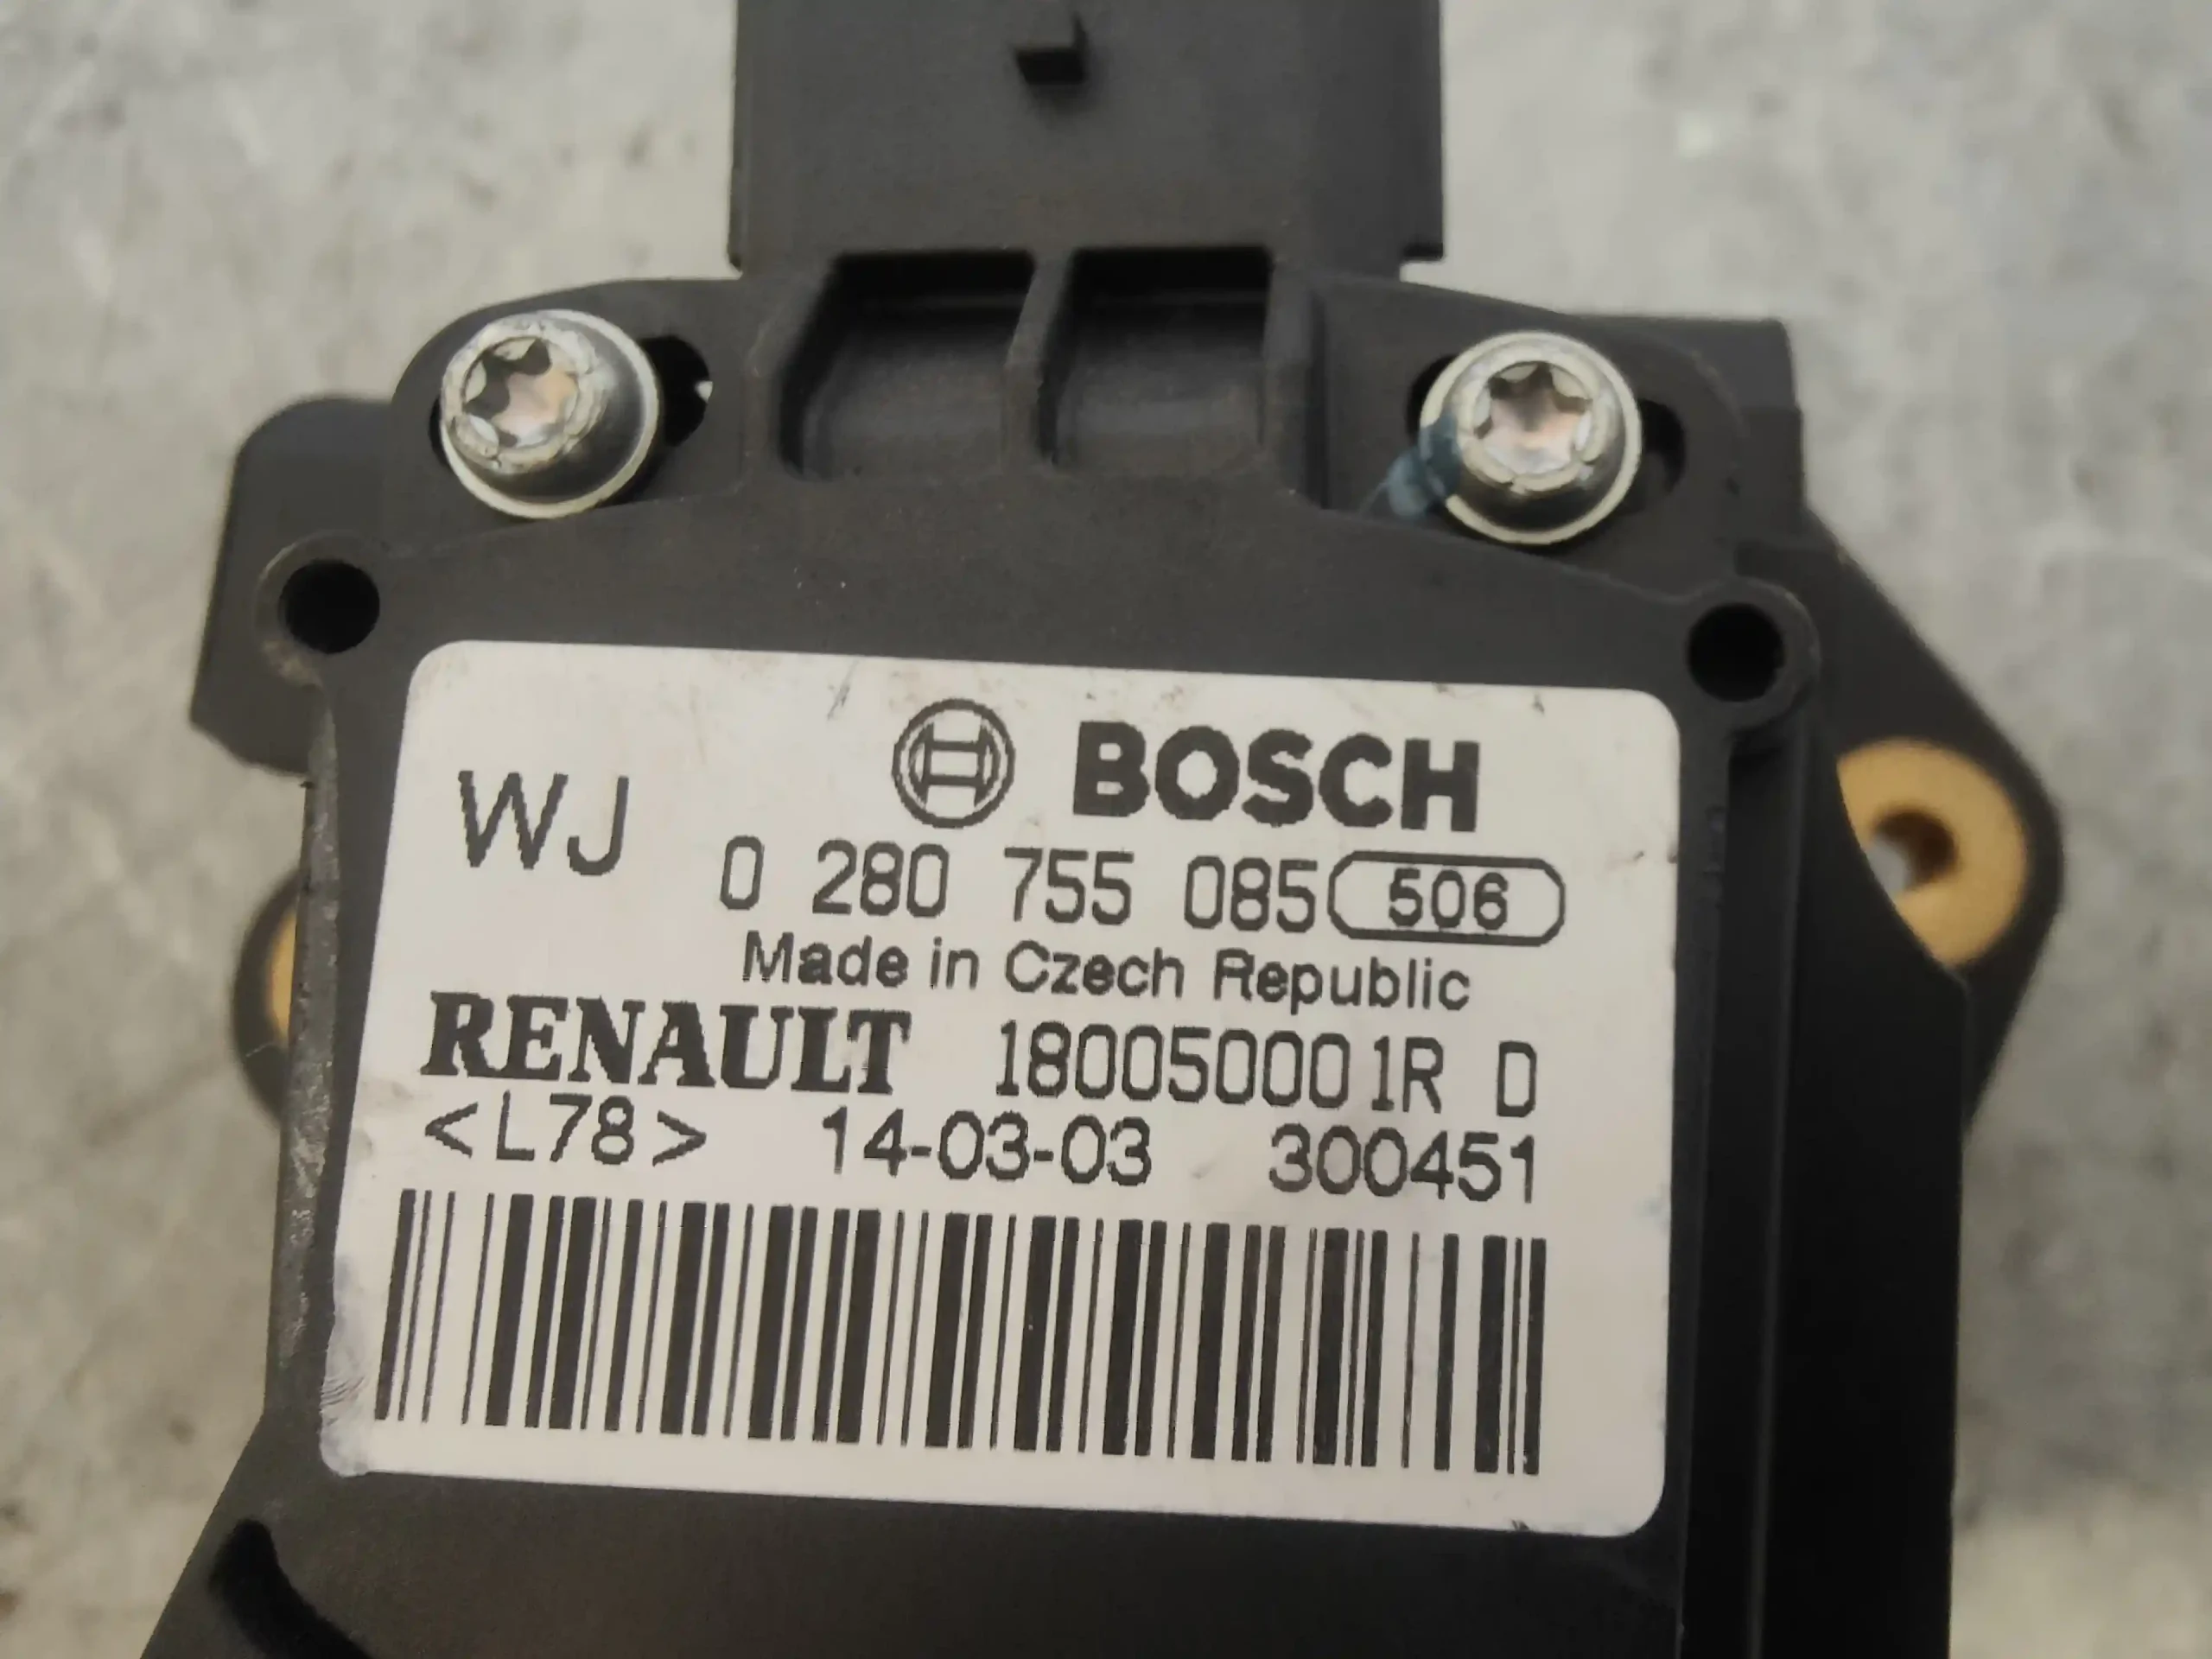 BOSCH
WJ 0 280 755 085 506
Made in Czech Republic
RENAULT 180050001R D
<L78> 14-03-03 300451